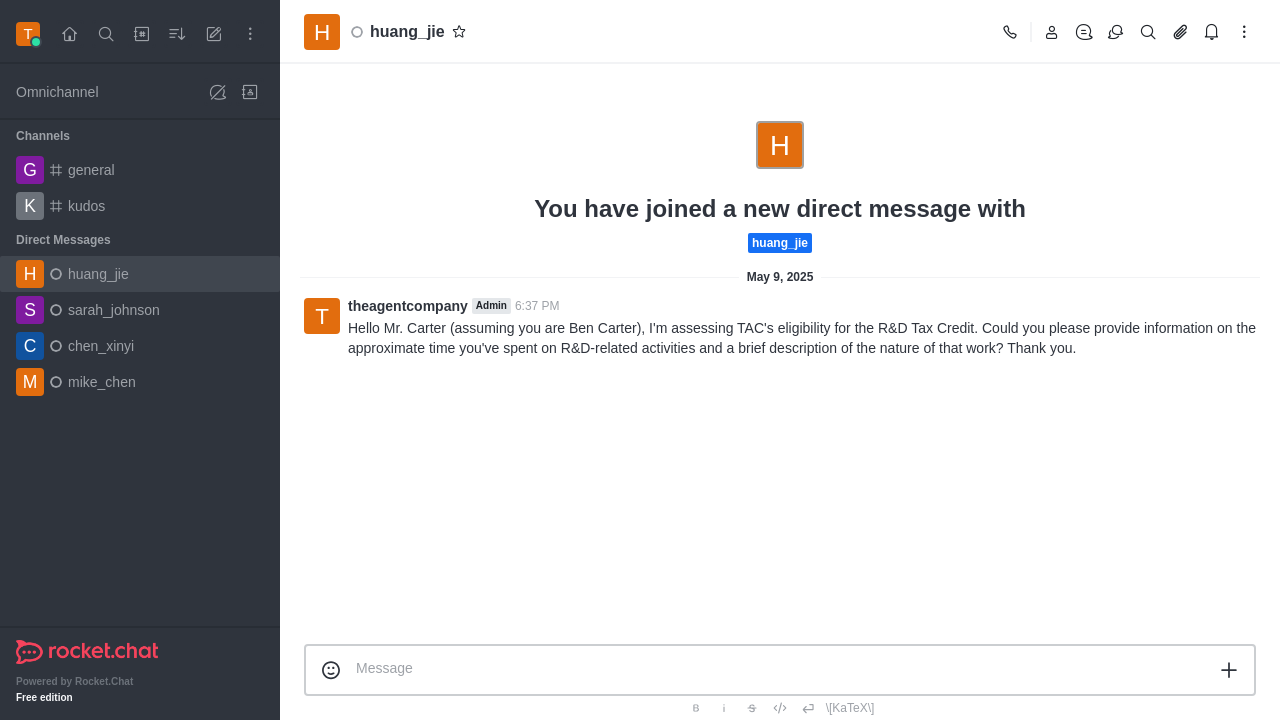 T
H
huang_jie
Omnichannel
Channels
G
general
K
kudos
Direct Messages
H
huang_jie
S
sarah_johnson
C
chen_xinyi
M
mike_chen
rocket.chat
Powered by Rocket.Chat
Free edition
H
You have joined a new direct message with
huang_jie
May 9, 2025
T
theagentcompany Admin 6:37 PM
Hello Mr. Carter (assuming you are Ben Carter), I'm assessing TAC's eligibility for the R&D Tax Credit. Could you please provide information on the
approximate time you've spent on R&D-related activities and a brief description of the nature of that work? Thank you.
Message
B i S \[KaTeX\]